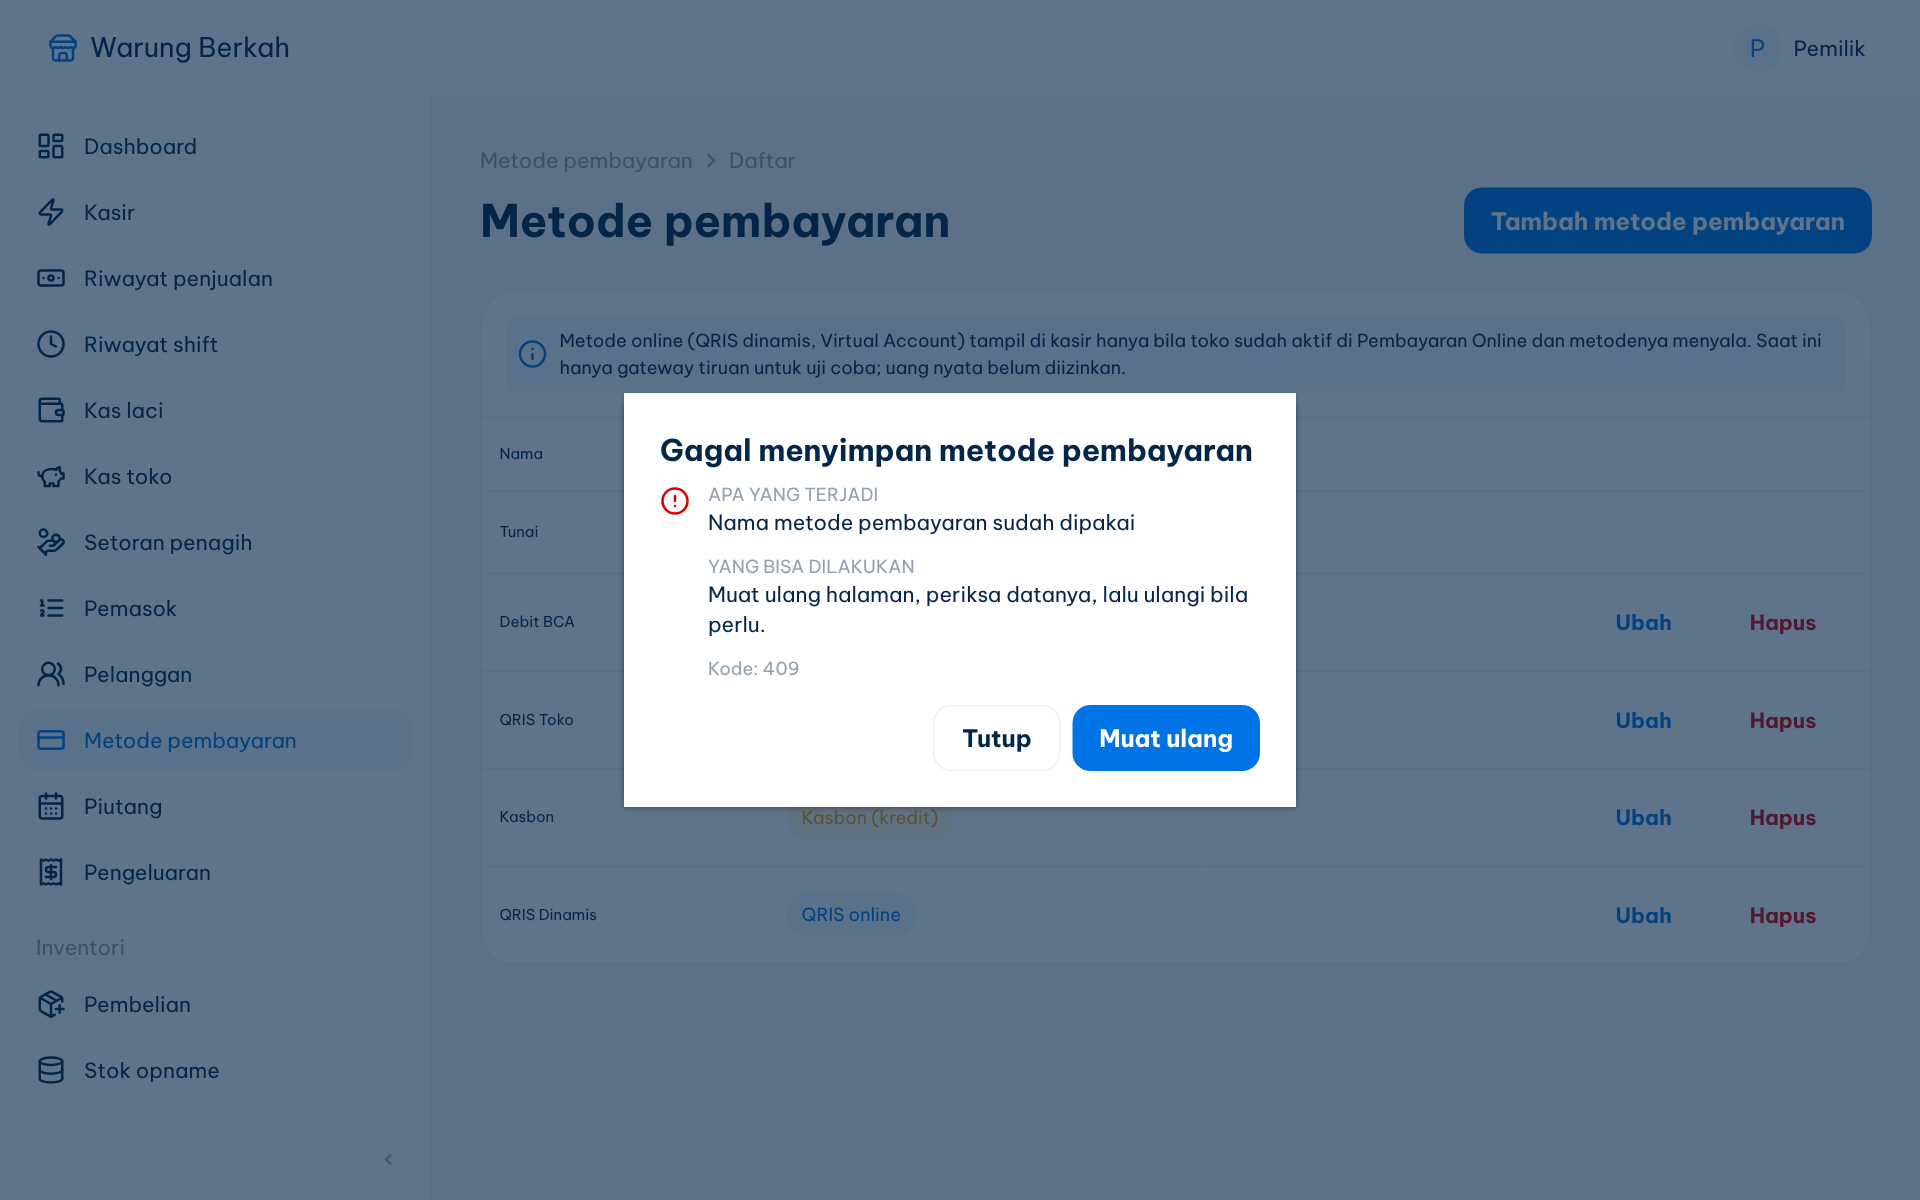 Warung Berkah
P Pemilik
Dashboard
Kasir
Riwayat penjualan
Riwayat shift
Kas laci
Kas toko
Setoran penagih
Pemasok
Pelanggan
Metode pembayaran
Piutang
Pengeluaran
Inventori
Pembelian
Stok opname
Metode pembayaran > Daftar
Metode pembayaran
Tambah metode pembayaran
Metode online (QRIS dinamis, Virtual Account) tampil di kasir hanya bila toko sudah aktif di Pembayaran Online dan metodenya menyala. Saat ini
hanya gateway tiruan untuk uji coba; uang nyata belum diizinkan.
Nama
Tunai
Debit BCA Ubah Hapus
QRIS Toko Ubah Hapus
Kasbon Kasbon (kredit) Ubah Hapus
QRIS Dinamis QRIS online Ubah Hapus
Gagal menyimpan metode pembayaran
APA YANG TERJADI
Nama metode pembayaran sudah dipakai
YANG BISA DILAKUKAN
Muat ulang halaman, periksa datanya, lalu ulangi bila
perlu.
Kode: 409
Tutup Muat ulang